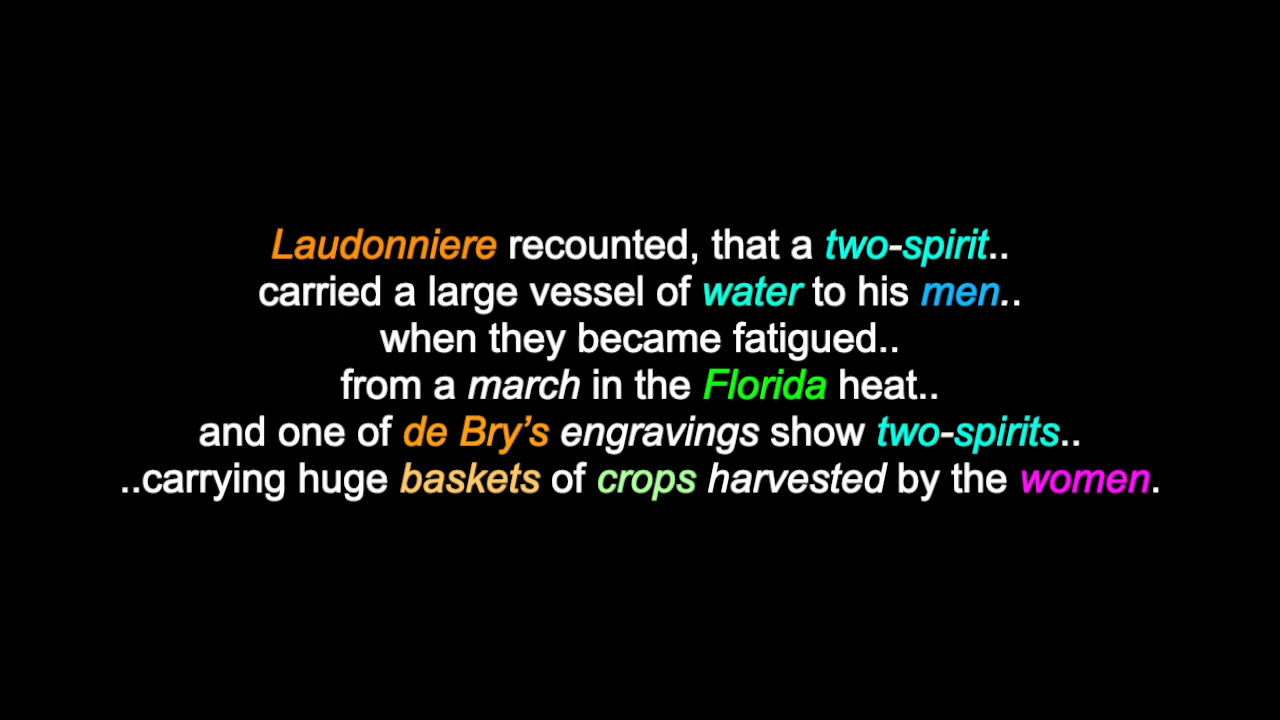 Laudonniere recounted, that a two-spirit..
carried a large vessel of water to his men..
when they became fatigued..
from a march in the Florida heat..
and one of de Bry’s engravings show two-spirits..
..carrying huge baskets of crops harvested by the women.